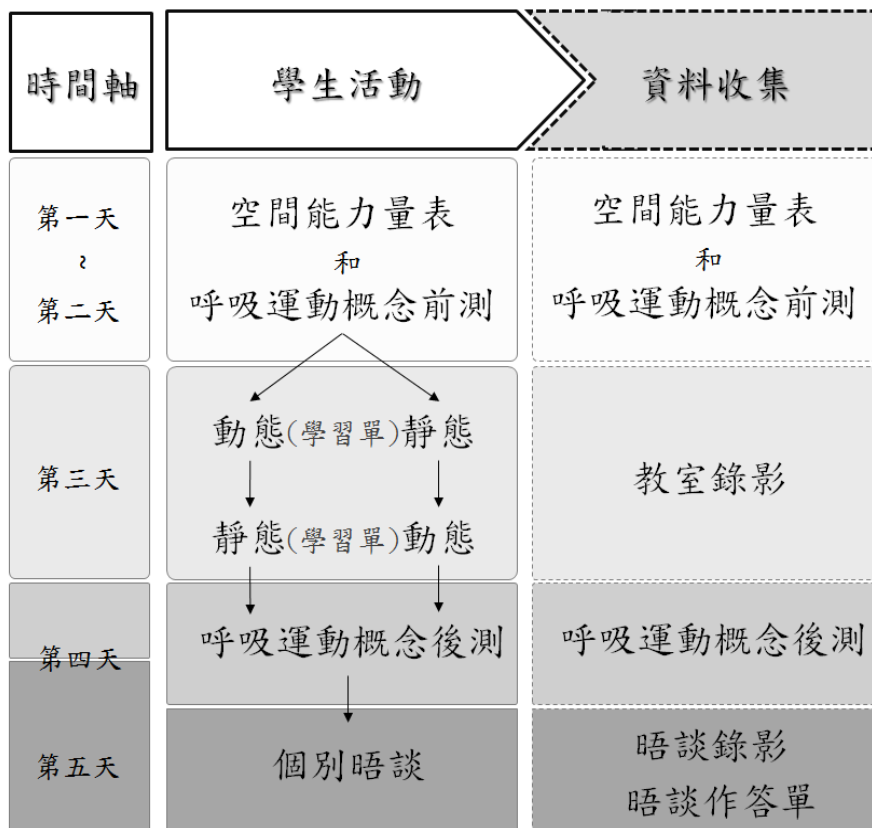 時間軸
學生活動
資料收集
第一天
~
第二天
空間能力量表
和
呼吸運動概念前測
空間能力量表
和
呼吸運動概念前測
第三天
動態(學習單)靜態
靜態(學習單)動態
教室錄影
第四天
呼吸運動概念後測
呼吸運動概念後測
第五天
個別晤談
晤談錄影
晤談作答單